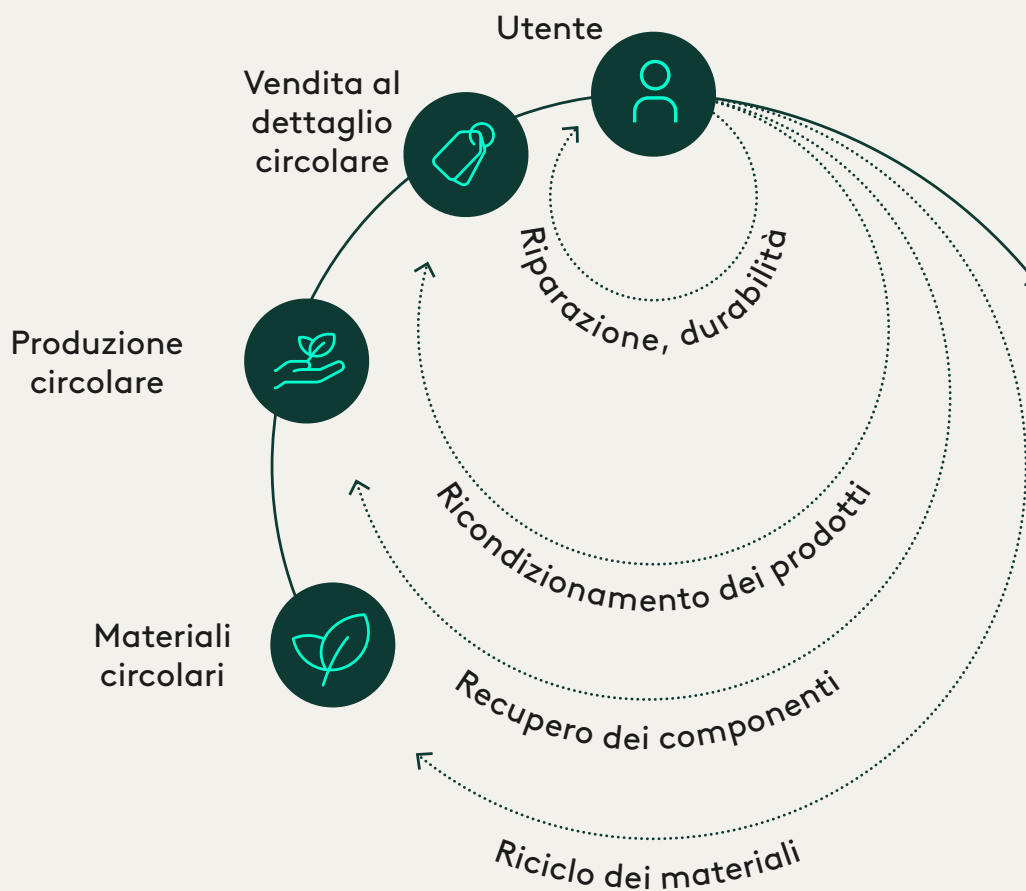 Utente
Vendita al
dettaglio
circolare
Riparazione, durabilità
Produzione
circolare
Ricondizionamento dei prodotti
Materiali
circolari
Recupero dei componenti
Riciclo dei materiali